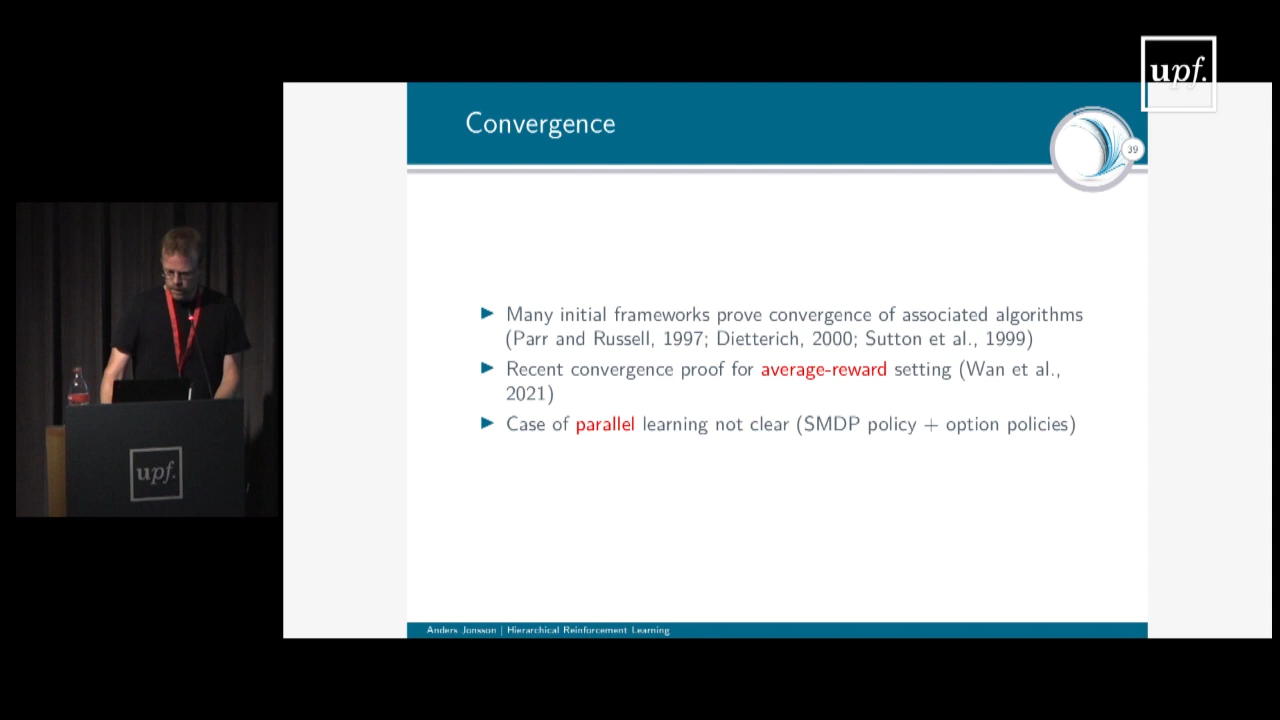 upf.
Convergence
39
► Many initial frameworks prove convergence of associated algorithms
(Parr and Russell, 1997; Dietterich, 2000; Sutton et al., 1999)
► Recent convergence proof for average-reward setting (Wan et al.,
2021)
► Case of parallel learning not clear (SMDP policy + option policies)
upf.
Anders Jonsson | Hierarchical Reinforcement Learning